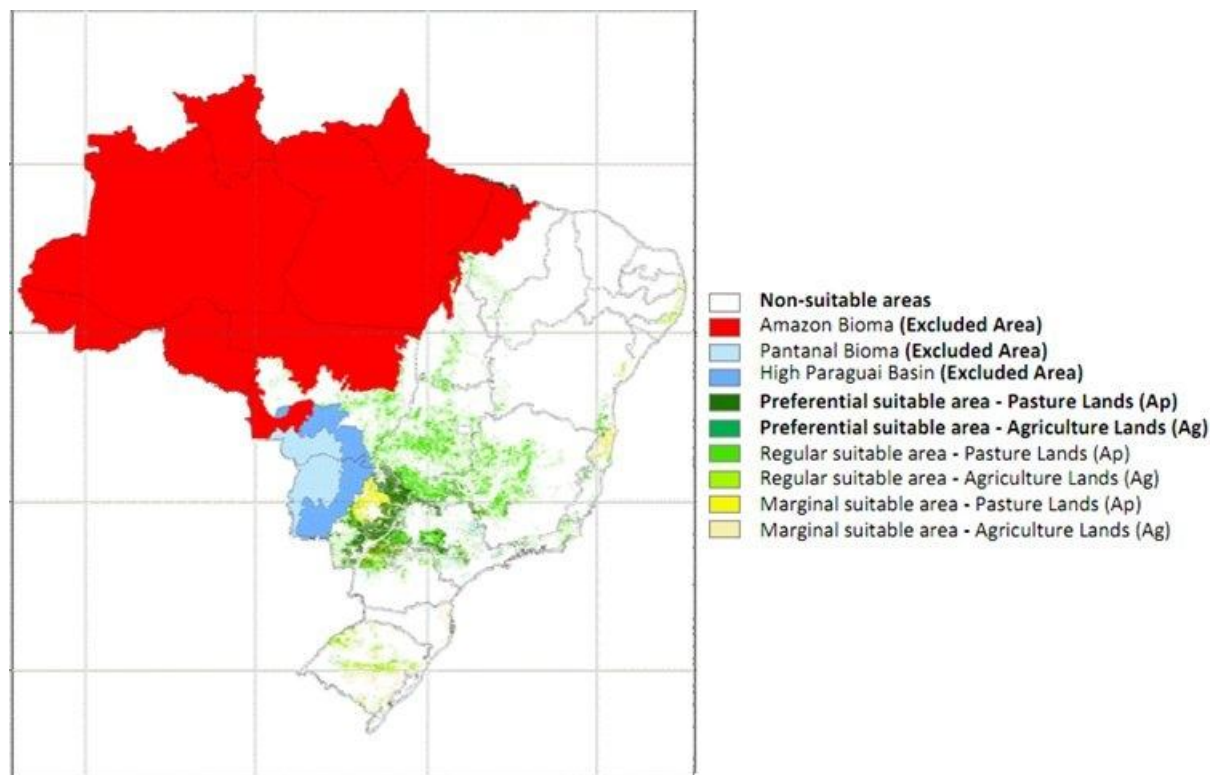 Non-suitable areas
Amazon Bioma (Excluded Area)
Pantanal Bioma (Excluded Area)
High Paraguai Basin (Excluded Area)
Preferential suitable area - Pasture Lands (Ap)
Preferential suitable area - Agriculture Lands (Ag)
Regular suitable area - Pasture Lands (Ap)
Regular suitable area - Agriculture Lands (Ag)
Marginal suitable area - Pasture Lands (Ap)
Marginal suitable area - Agriculture Lands (Ag)